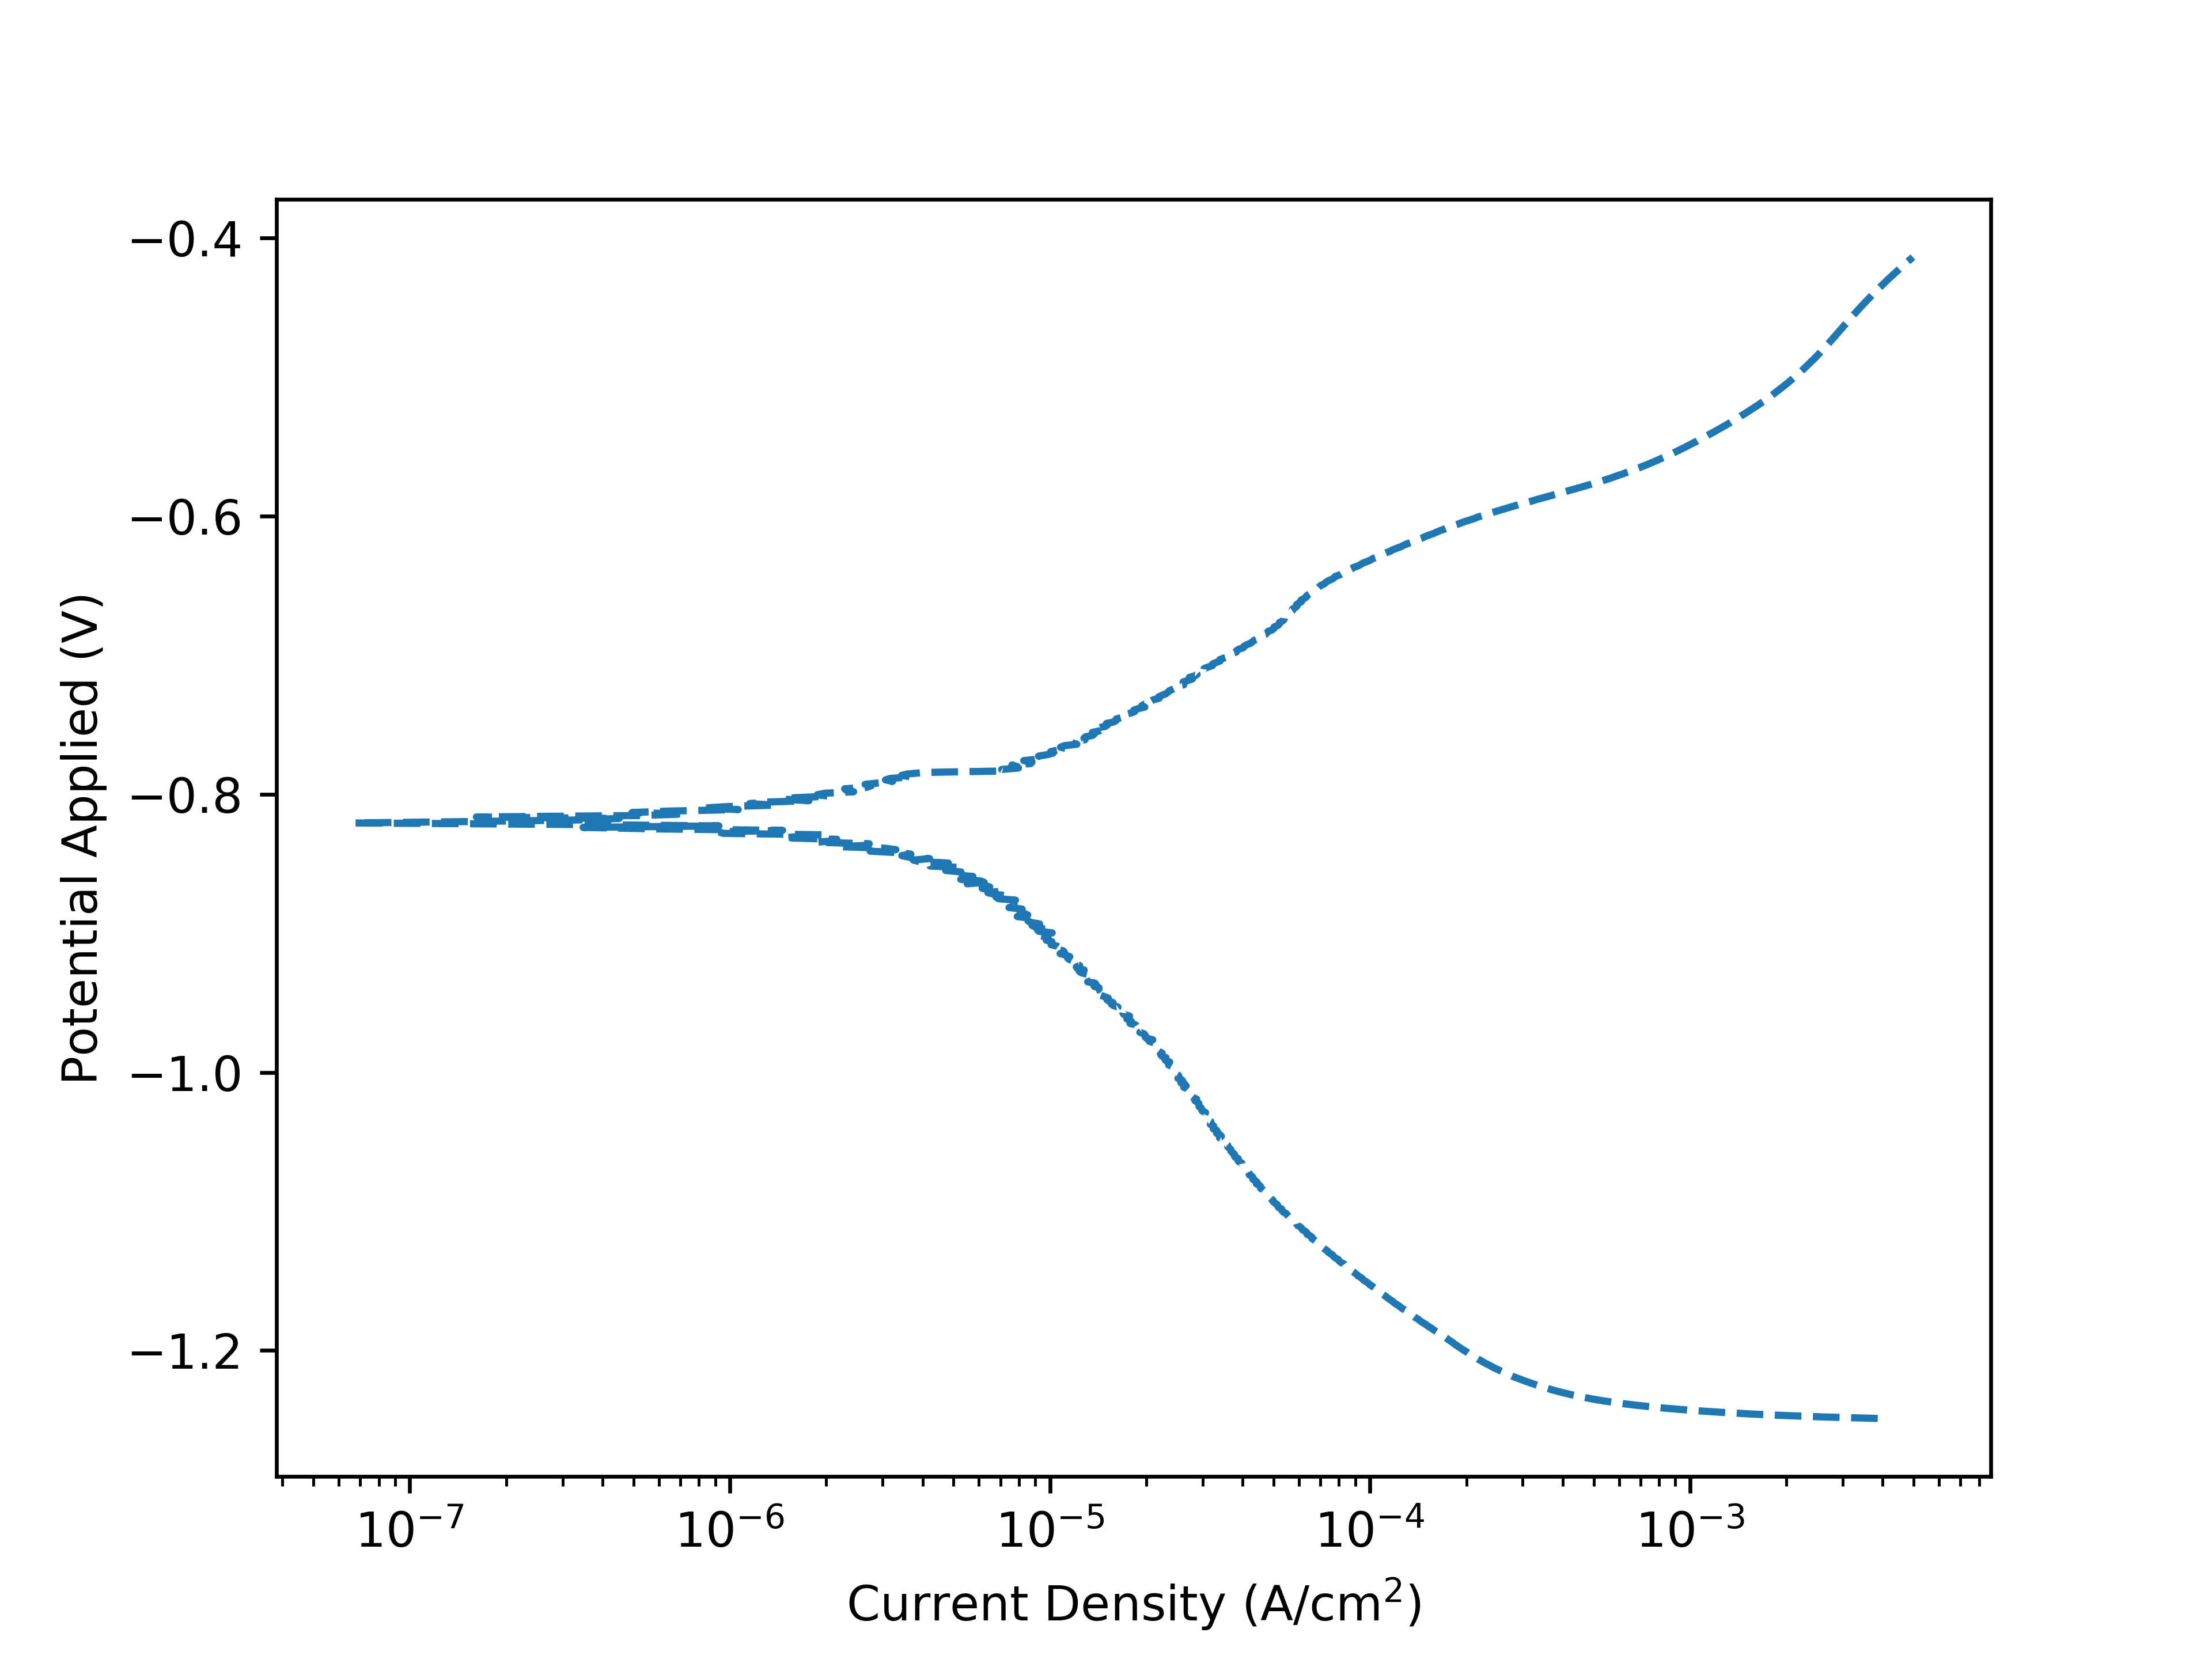 −0.4
−0.6
−0.8
−1.0
−1.2
Potential Applied (V)
10⁻⁷ 10⁻⁶ 10⁻⁵ 10⁻⁴ 10⁻³
Current Density (A/cm²)